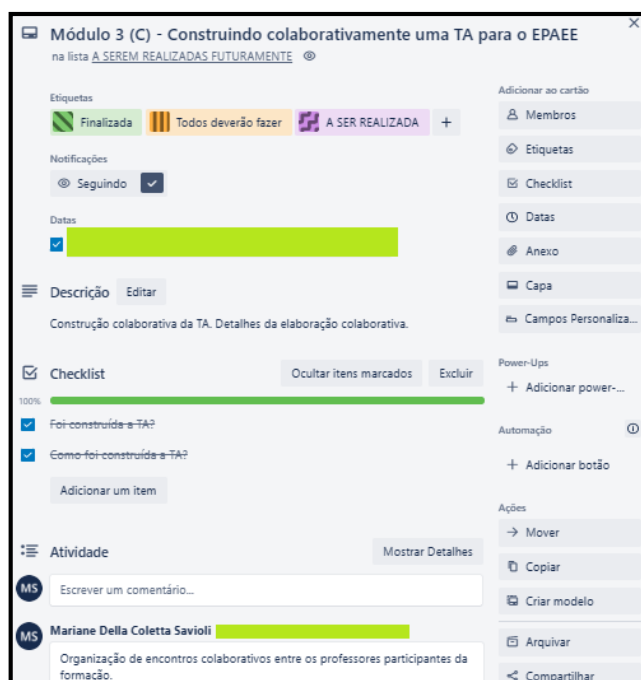 Módulo 3 (C) - Construindo colaborativamente uma TA para o EPAEE
na lista A SEREM REALIZADAS FUTURAMENTE
Etiquetas
Finalizada
Todos deverão fazer
A SER REALIZADA
+
Notificações
Seguindo
Datas
Descrição
Editar
Construção colaborativa da TA. Detalhes da elaboração colaborativa.
Checklist
Ocultar itens marcados
Excluir
100%
Foi construída a TA?
Como foi construída a TA?
Adicionar um item
Atividade
Mostrar Detalhes
MS
Escrever um comentário...
MS
Mariane Della Coletta Savioli
Organização de encontros colaborativos entre os professores participantes da
formação.
Adicionar ao cartão
Membros
Etiquetas
Checklist
Datas
Anexo
Capa
Campos Personaliza...
Power-Ups
+ Adicionar power-...
Automação
+ Adicionar botão
Ações
Mover
Copiar
Criar modelo
Arquivar
Compartilhar